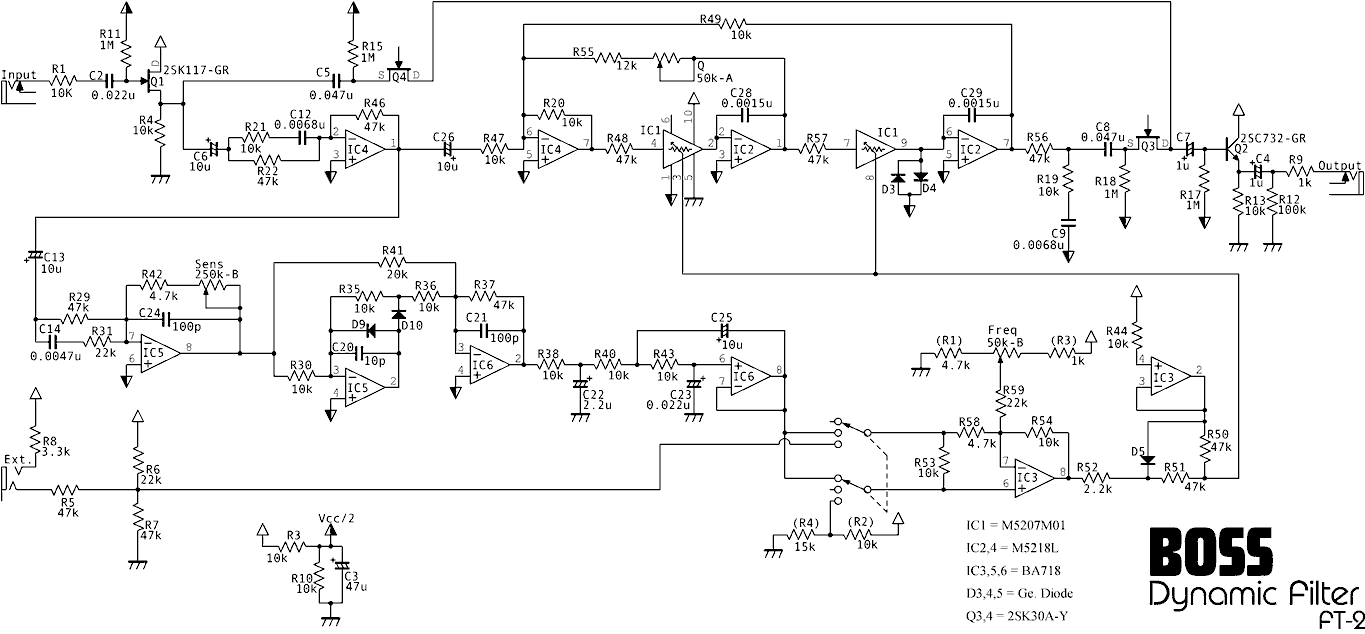 R11
1M
D
2SK117-GR
R15
1M
S
Q4
D
R49
10k
Input
R1
10K
C2
0.022u
Q1
C5
0.047u
R55
12k
Q
50k-A
R4
10k
C6
10u
R21
10k
C12
0.0068u
R22
47k
R46
47k
2
3
1
IC4
C26
10u
R47
10k
R20
10k
6
5
7
IC4
R48
47k
IC1
6
10
4
2
1
3
5
C28
0.0015u
2
3
1
IC2
R57
47k
IC1
7
9
8
D3
D4
C29
0.0015u
6
5
7
IC2
R56
47k
R19
10k
C9
0.0068u
C8
0.047u
S
Q3
D
R18
1M
C7
1u
R17
1M
2SC732-GR
Q2
C4
1u
R13
10k
R12
100k
R9
1k
Output
C13
10u
R29
47k
C14
0.0047u
R31
22k
R42
4.7k
Sens
250k-B
C24
100p
7
6
8
IC5
R41
20k
R35
10k
R36
10k
D9
D10
C20
10p
R30
10k
3
4
2
IC5
R37
47k
C21
100p
3
4
2
IC6
R38
10k
C22
2.2u
R40
10k
R43
10k
C25
10u
C23
0.022u
6
7
8
IC6
(R1)
4.7k
Freq
50k-B
(R3)
1k
R59
22k
R44
10k
4
3
2
IC3
R58
4.7k
R54
10k
R53
10k
7
6
8
IC3
R52
2.2k
D5
R51
47k
R50
47k
Ext.
R8
3.3k
R5
47k
R6
22k
R7
47k
R3
10k
Vcc/2
R10
10k
C3
47u
(R4)
15k
(R2)
10k
IC1 = M5207M01
IC2,4 = M5218L
IC3,5,6 = BA718
D3,4,5 = Ge. Diode
Q3,4 = 2SK30A-Y
BOSS
Dynamic Filter
FT-2